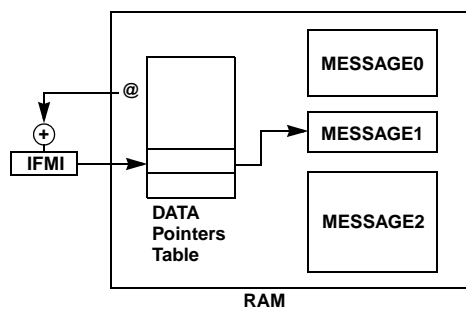 MESSAGE0
@
+
MESSAGE1
IFMI
DATA
Pointers
Table
MESSAGE2
RAM